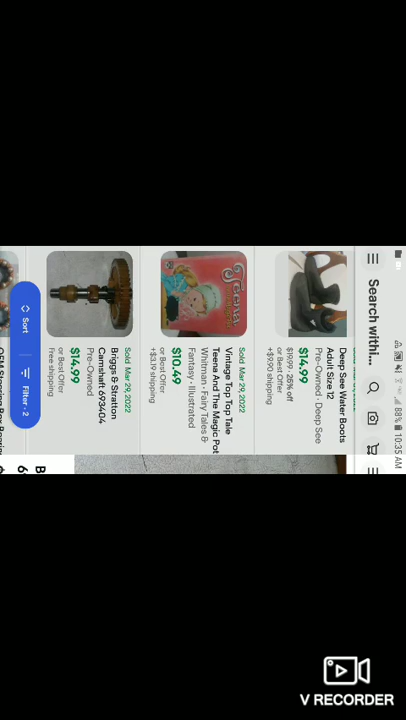 88% 10:35 AM
Search withi...
Deep See Water Boots
Adult Size 12
Pre-Owned · Deep See
$14.99
$19.99 · 25% off
or Best Offer
+$9.90 shipping
Sold Mar 29, 2022
Vintage Top Top Tale
Teena And The Magic Pot
Whitman · Fairy Tales &
Fantasy · Illustrated
$10.49
or Best Offer
+$3.19 shipping
Teena
Sold Mar 29, 2022
Briggs & Stratton
Camshaft 693404
Pre-Owned
$14.99
or Best Offer
Free shipping
Sort
Filter · 2
B
V RECORDER